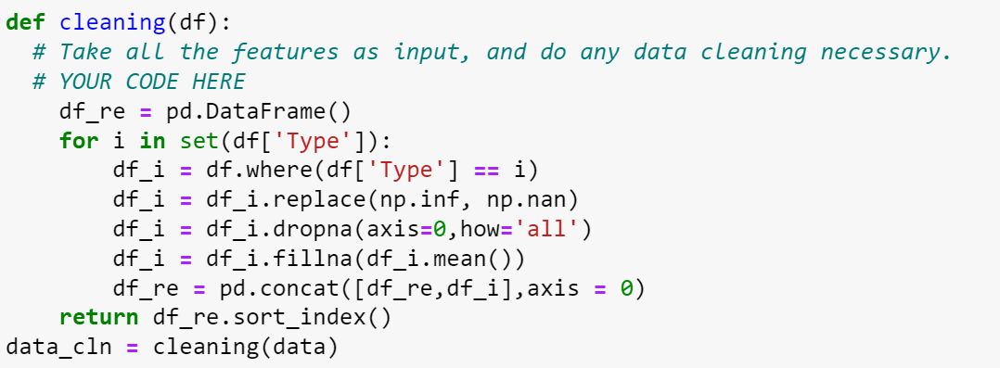 def cleaning(df):
  # Take all the features as input, and do any data cleaning necessary.
  # YOUR CODE HERE
    df_re = pd.DataFrame()
    for i in set(df['Type']):
        df_i = df.where(df['Type'] == i)
        df_i = df_i.replace(np.inf, np.nan)
        df_i = df_i.dropna(axis=0,how='all')
        df_i = df_i.fillna(df_i.mean())
        df_re = pd.concat([df_re,df_i],axis = 0)
    return df_re.sort_index()
data_cln = cleaning(data)